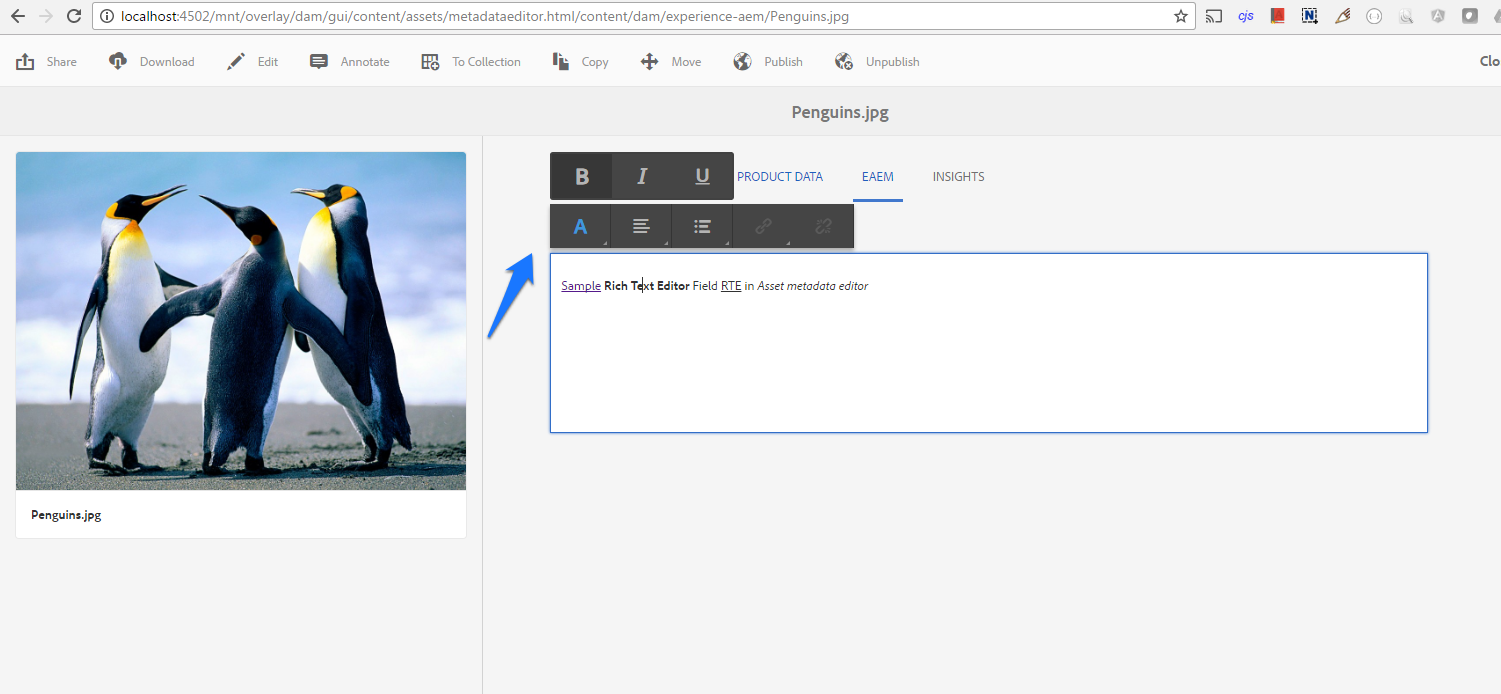 localhost:4502/mnt/overlay/dam/gui/content/assets/metadataeditor.html/content/dam/experience-aem/Penguins.jpg
cjs
Share Download Edit Annotate To Collection Copy Move Publish Unpublish Clo
Penguins.jpg
B I U PRODUCT DATA EAEM INSIGHTS
A
Sample Rich Text Editor Field RTE in Asset metadata editor
Penguins.jpg